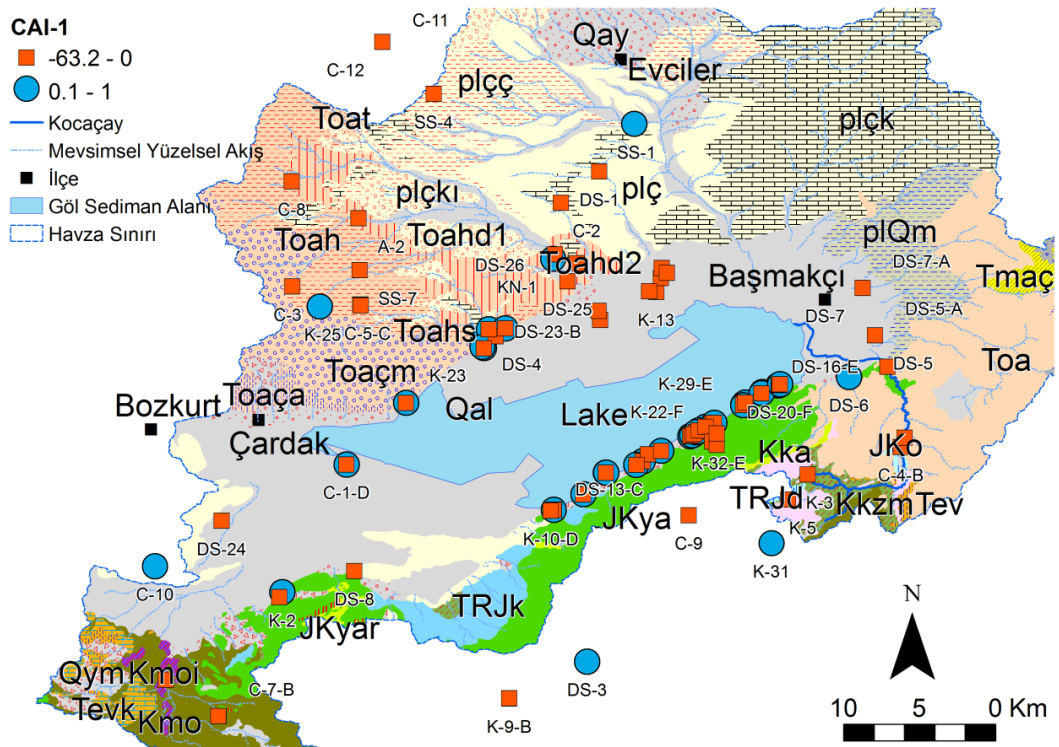 CAI-1
-63.2 - 0
0.1 - 1
Kocaçay
Mevsimsel Yüzelsel Akış
İlçe
Göl Sediman Alanı
Havza Sınırı
C-11
C-12
Qay
Evciler
plçç
SS-4
Toat
SS-1
plçk
plçkı
plç
DS-1
C-8
A-2
C-2
Toah
Toahd1
DS-26
Toahd2
KN-1
plQm
DS-7-A
Tmaç
Başmakçı
DS-7
DS-5-A
SS-7
C-3
K-25
C-5-C
DS-25
K-13
Toahs
DS-23-B
DS-4
Toa
Toaçm
K-23
DS-16-E
DS-5
K-29-E
DS-6
Toaça
Bozkurt
Çardak
Qal
Lake
K-22-F
DS-20-F
K-32-E
Kka
JKo
C-4-B
C-1-D
DS-13-C
TRJd
K-3
KkzmTev
K-5
JKya
K-10-D
C-9
DS-24
K-31
C-10
DS-8
K-2
TRJk
JKyar
N
Qym
Kmoi
C-7-B
DS-3
Tevk
Kmo
K-9-B
10 5 0 Km